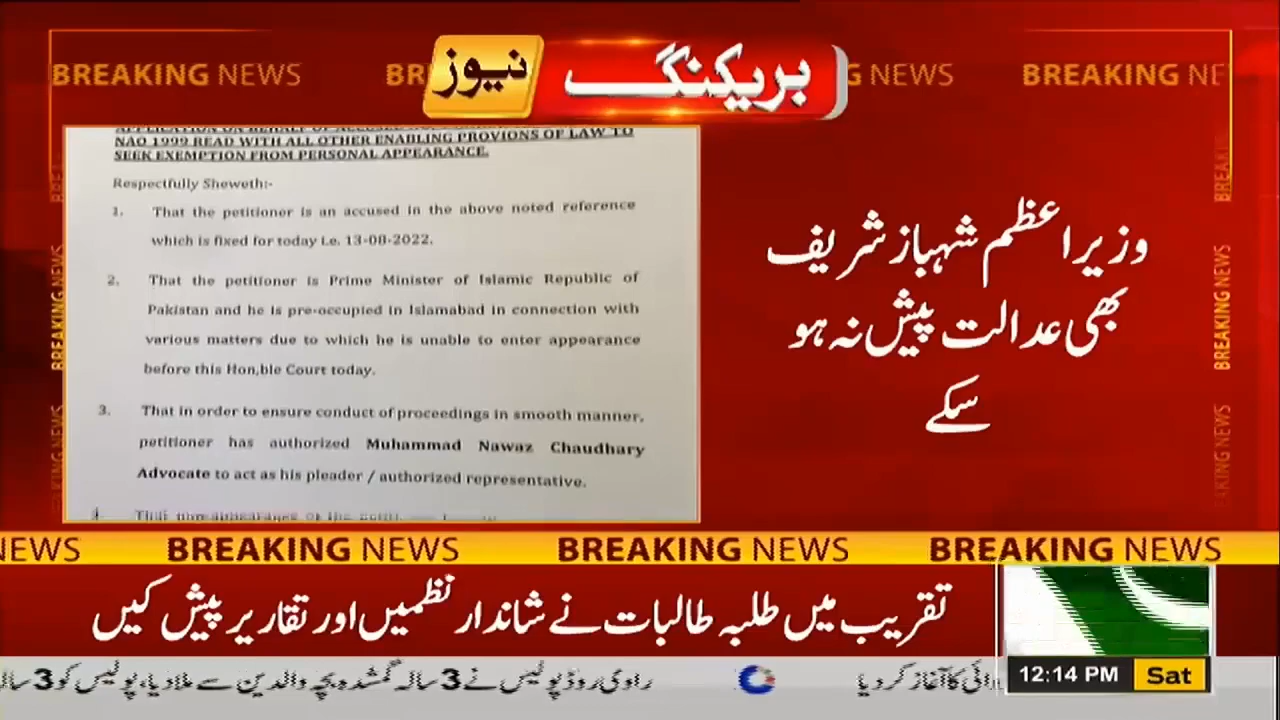 BREAKING NEWS
بریکنگ نیوز
NEWS
BREAKING
NAO 1999 READ WITH ALL OTHER ENABLING PROVIONS OF LAW TO
SEEK EXEMPTION FROM PERSONAL APPEARANCE.
Respectfully Sheweth:-
1. That the petitioner is an accused in the above noted reference
which is fixed for today i.e. 13-08-2022.
2. That the petitioner is Prime Minister of Islamic Republic of
Pakistan and he is pre-occupied in Islamabad in connection with
various matters due to which he is unable to enter appearance
before this Hon,ble Court today.
3. That in order to ensure conduct of proceedings in smooth manner,
petitioner has authorized Muhammad Nawaz Chaudhary
Advocate to act as his pleader / authorized representative.
وزیراعظم شہباز شریف
بھی عدالت پیش نہ ہو
سکے
BREAKING NEWS
BREAKING NEWS
NEWS BREAKING NEWS BREAKING NEWS BREAKING NEWS
تقریب میں طلبہ طالبات نے شاندار نظمیں اور تقاریر پیش کیں
12:14 PM Sat
کا آغاز کر دیا
راوی روڈ پولیس نے 3 سالہ گمشدہ بچہ والدین سے ملا دیا، پولیس کو 3